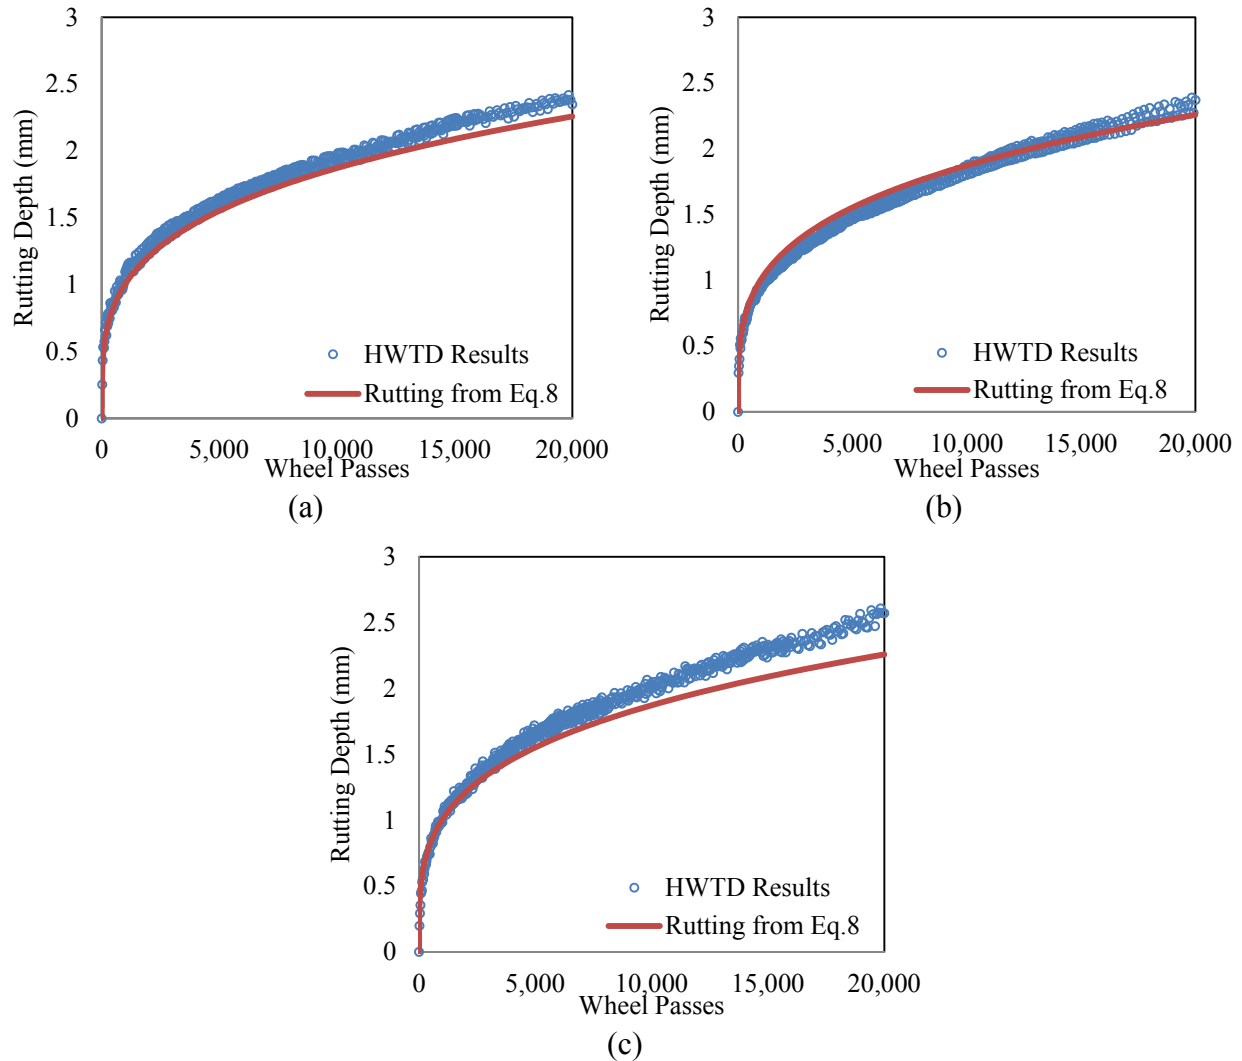 3
2.5
2
1.5
1
0.5
0
Rutting Depth (mm)
HWTD Results
Rutting from Eq.8
0 5,000 10,000 15,000 20,000
Wheel Passes
(a)
3
2.5
2
1.5
1
0.5
0
Rutting Depth (mm)
HWTD Results
Rutting from Eq.8
0 5,000 10,000 15,000 20,000
Wheel Passes
(b)
3
2.5
2
1.5
1
0.5
0
Rutting Depth (mm)
HWTD Results
Rutting from Eq.8
0 5,000 10,000 15,000 20,000
Wheel Passes
(c)